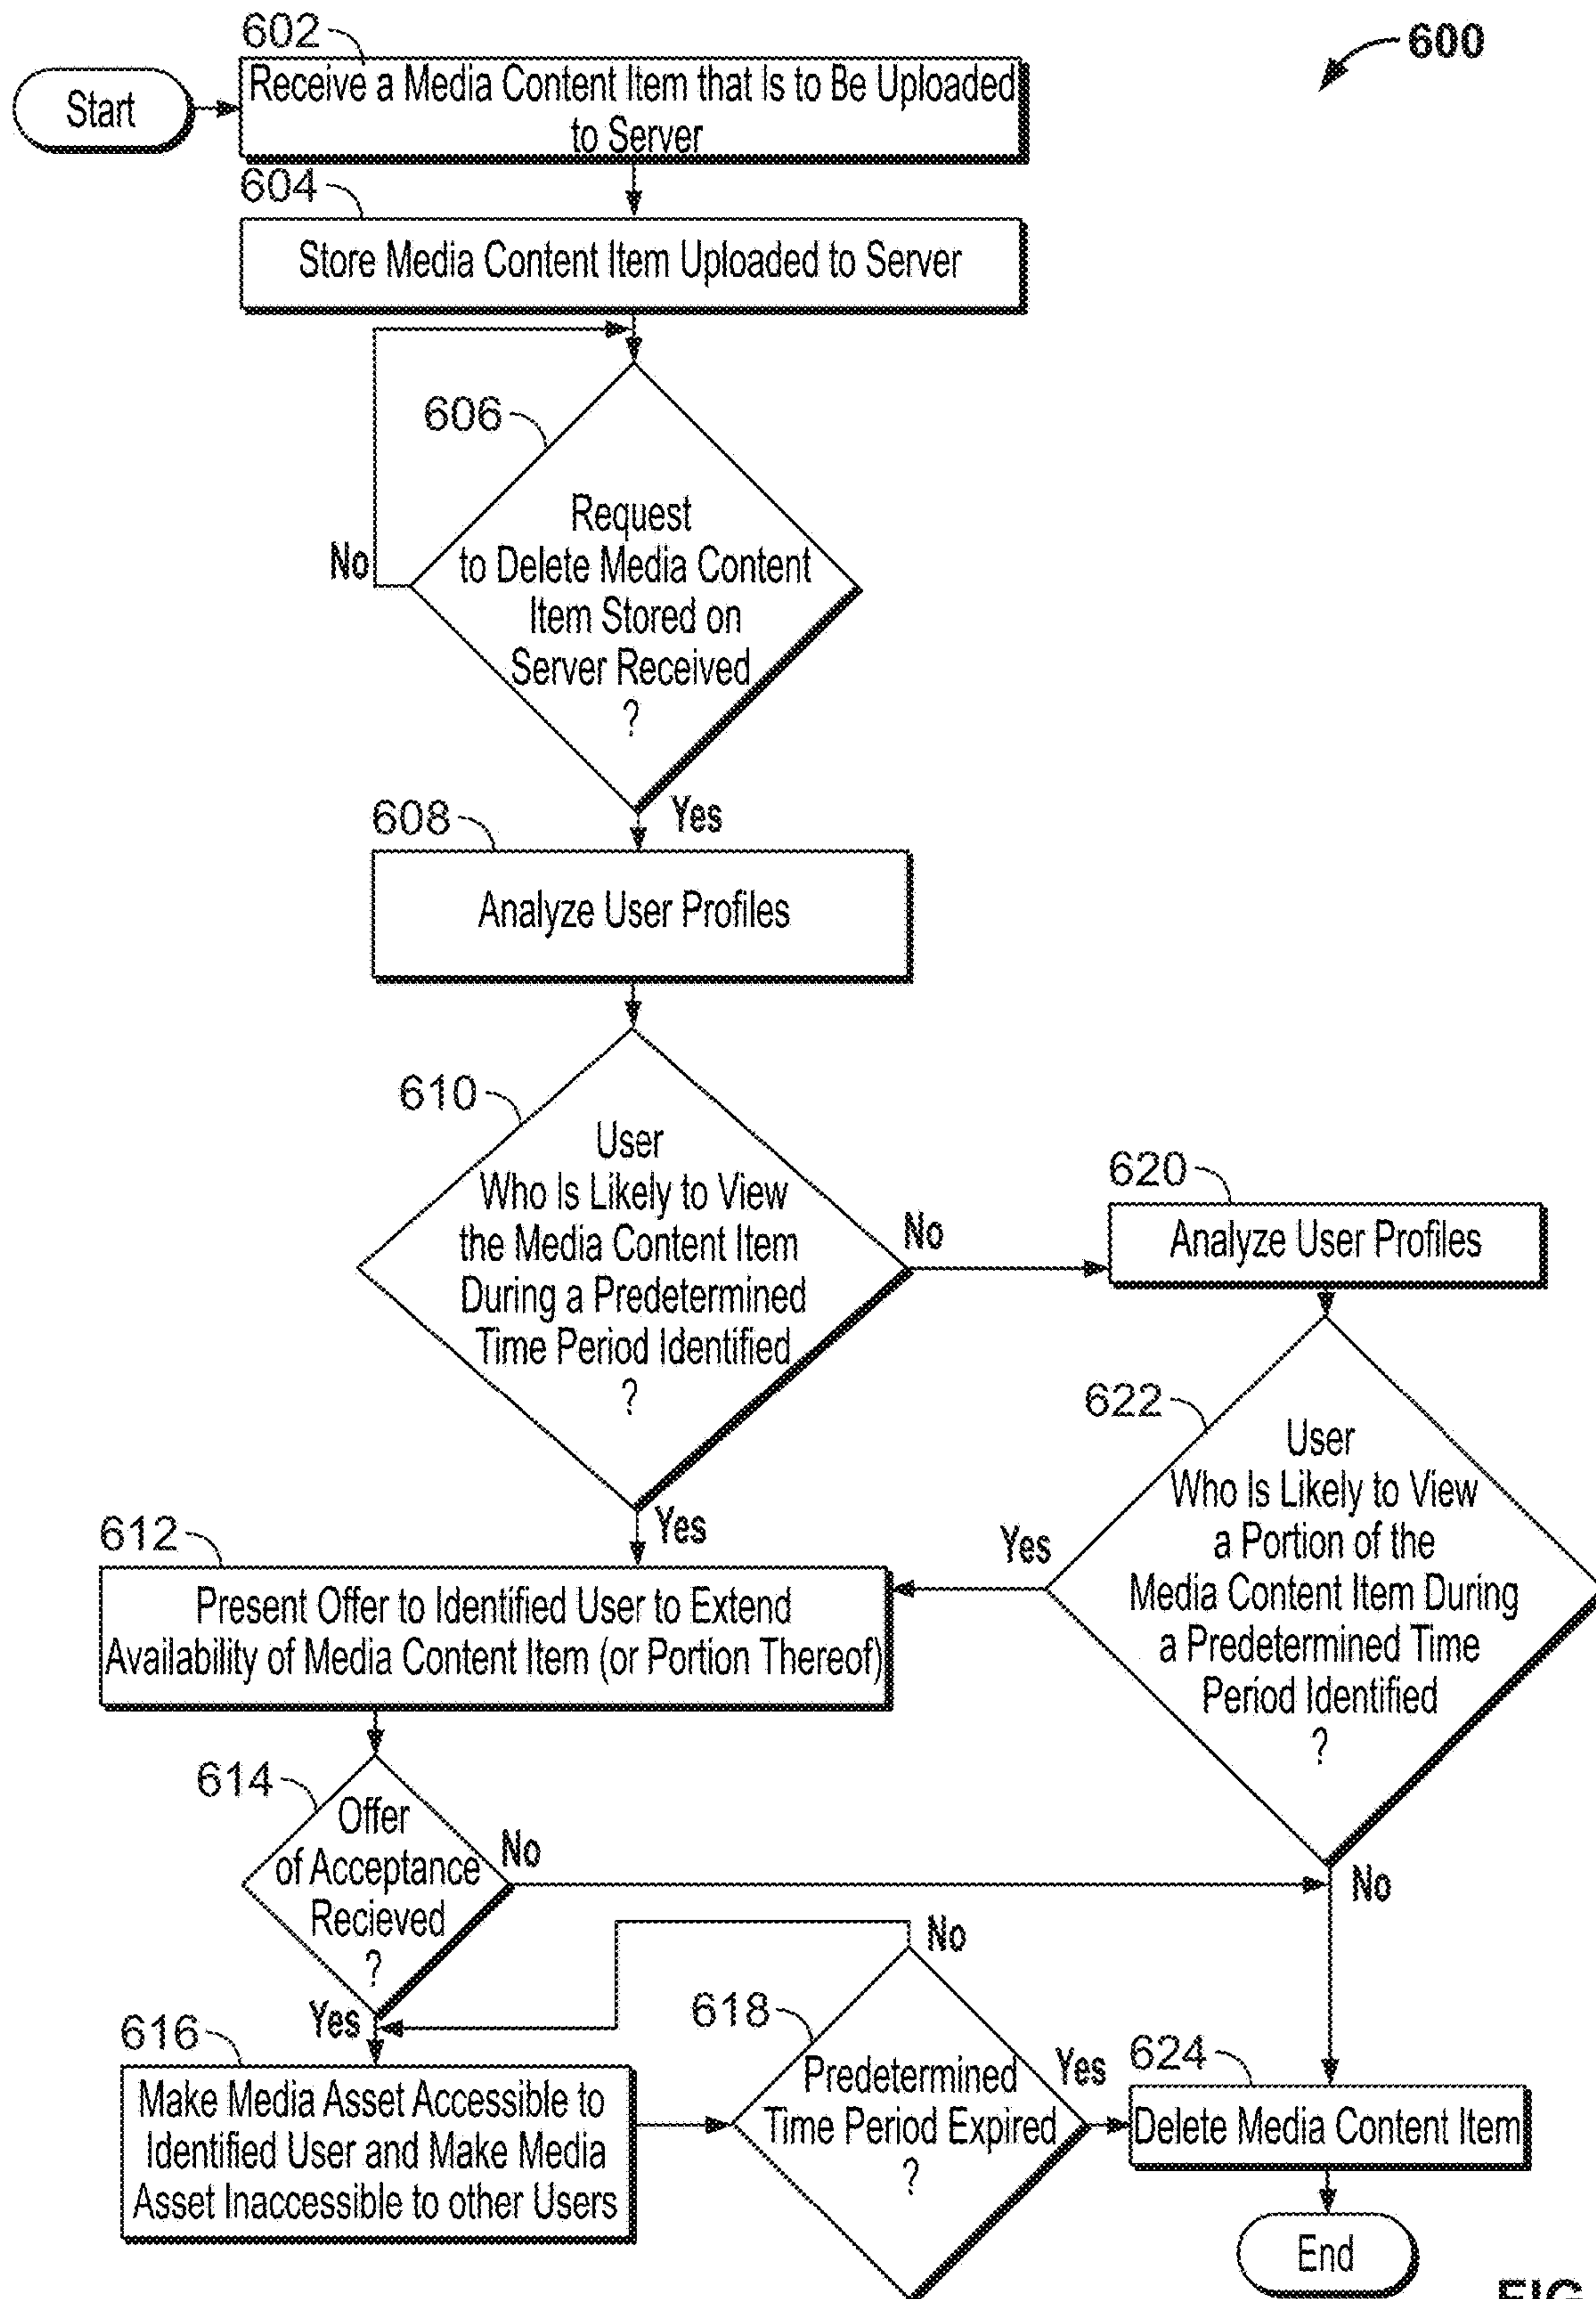 600
602
Start
Receive a Media Content Item that Is to Be Uploaded
to Server
604
Store Media Content Item Uploaded to Server
606
Request
to Delete Media Content
Item Stored on
Server Received
?
No
Yes
608
Analyze User Profiles
610
User
Who Is Likely to View
the Media Content Item
During a Predetermined
Time Period Identified
?
No
Yes
620
Analyze User Profiles
622
User
Who Is Likely to View
a Portion of the
Media Content Item During
a Predetermined Time
Period Identified
?
Yes
No
612
Present Offer to Identified User to Extend
Availability of Media Content Item (or Portion Thereof)
614
Offer
of Acceptance
Recieved
?
No
Yes
616
Make Media Asset Accessible to
Identified User and Make Media
Asset Inaccessible to other Users
618
Predetermined
Time Period Expired
?
No
Yes
624
Delete Media Content Item
End